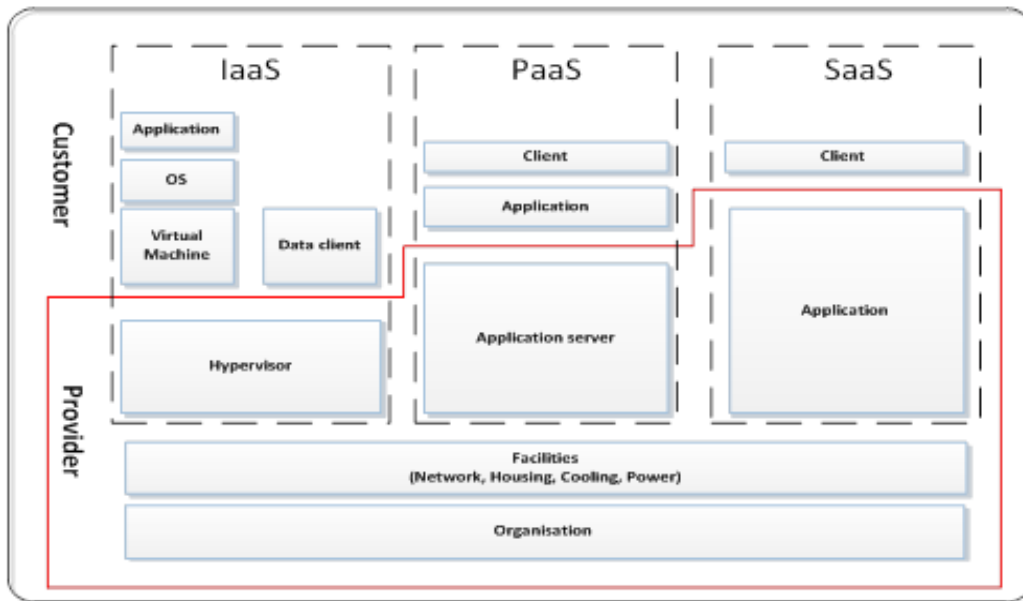 IaaS
PaaS
SaaS
Customer
Application
OS
Virtual
Machine
Data client
Hypervisor
Client
Application
Application server
Client
Application
Provider
Facilities
(Network, Housing, Cooling, Power)
Organisation